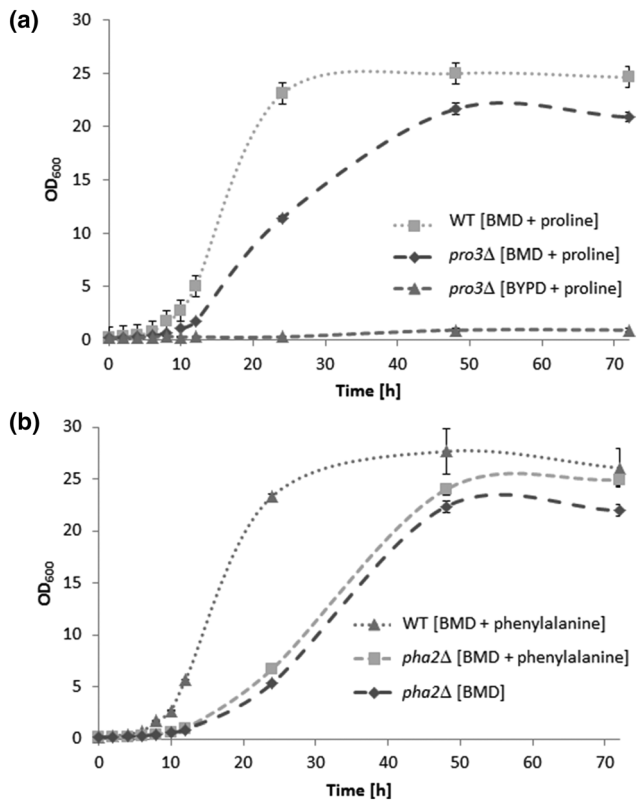 (a)
30
25
20
15
10
5
0
OD600
WT [BMD + proline]
pro3Δ [BMD + proline]
pro3Δ [BYPD + proline]
0 10 20 30 40 50 60 70
Time [h]
(b)
30
25
20
15
10
5
0
OD600
WT [BMD + phenylalanine]
pha2Δ [BMD + phenylalanine]
pha2Δ [BMD]
0 10 20 30 40 50 60 70
Time [h]